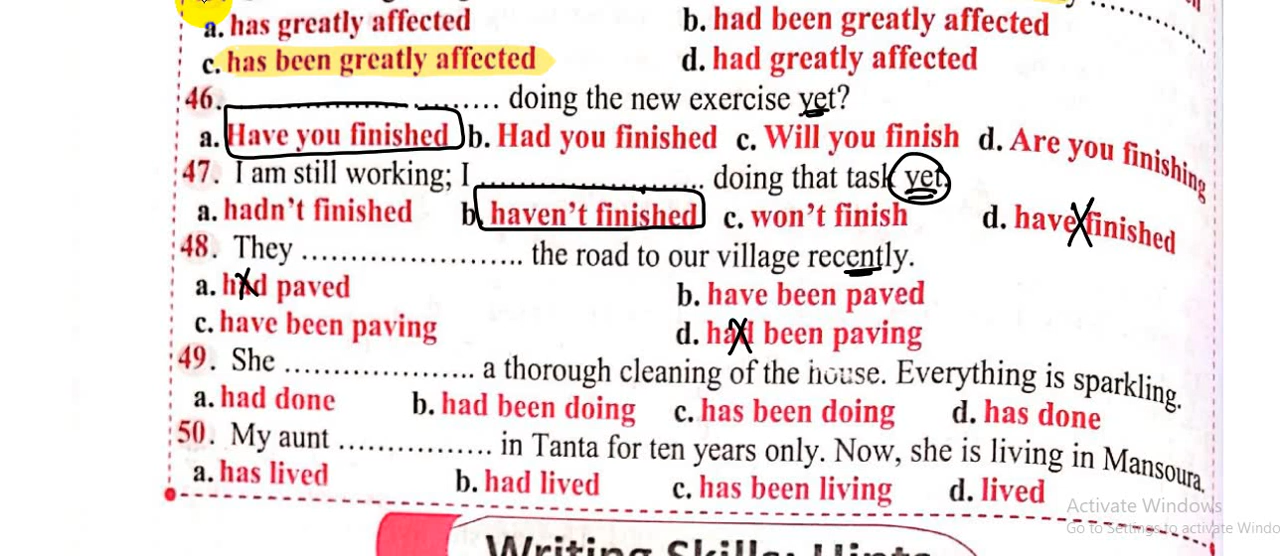 a. has greatly affected b. had been greatly affected
c. has been greatly affected d. had greatly affected
46. .................... doing the new exercise yet?
a. Have you finished b. Had you finished c. Will you finish d. Are you finishing
47. I am still working; I .................... doing that task yet.
a. hadn't finished b. haven't finished c. won't finish d. have finished
48. They .................... the road to our village recently.
a. had paved b. have been paved
c. have been paving d. had been paving
49. She .................... a thorough cleaning of the house. Everything is sparkling.
a. had done b. had been doing c. has been doing d. has done
50. My aunt .................... in Tanta for ten years only. Now, she is living in Mansoura.
a. has lived b. had lived c. has been living d. lived
Activate Windows
Go to Settings to activate Windo
Writing Skills: Hints